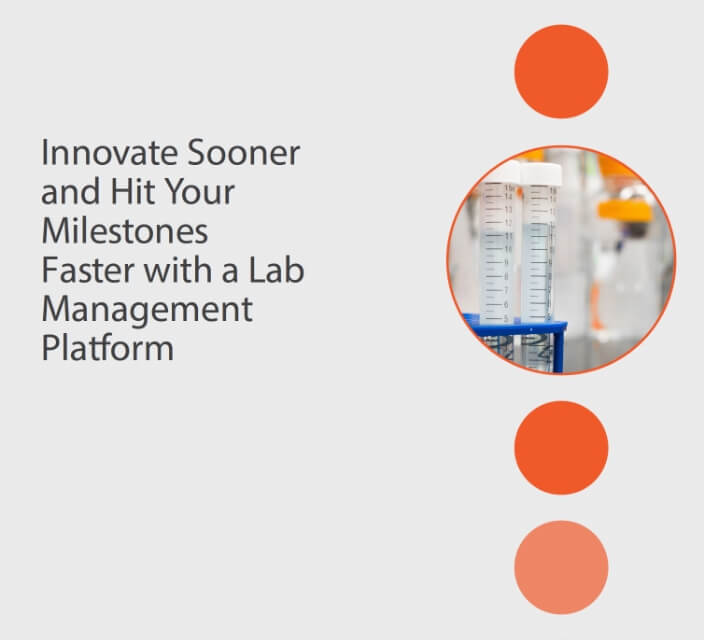 Innovate Sooner
and Hit Your
Milestones
Faster with a Lab
Management
Platform